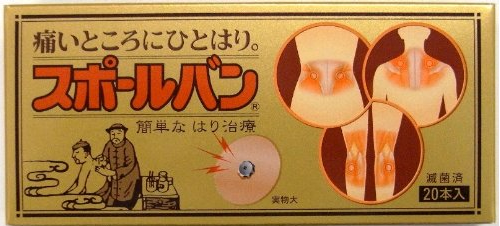 痛いところにひとはり。
スポールバン®
簡単な はり治療
実物大
滅菌済
20本入